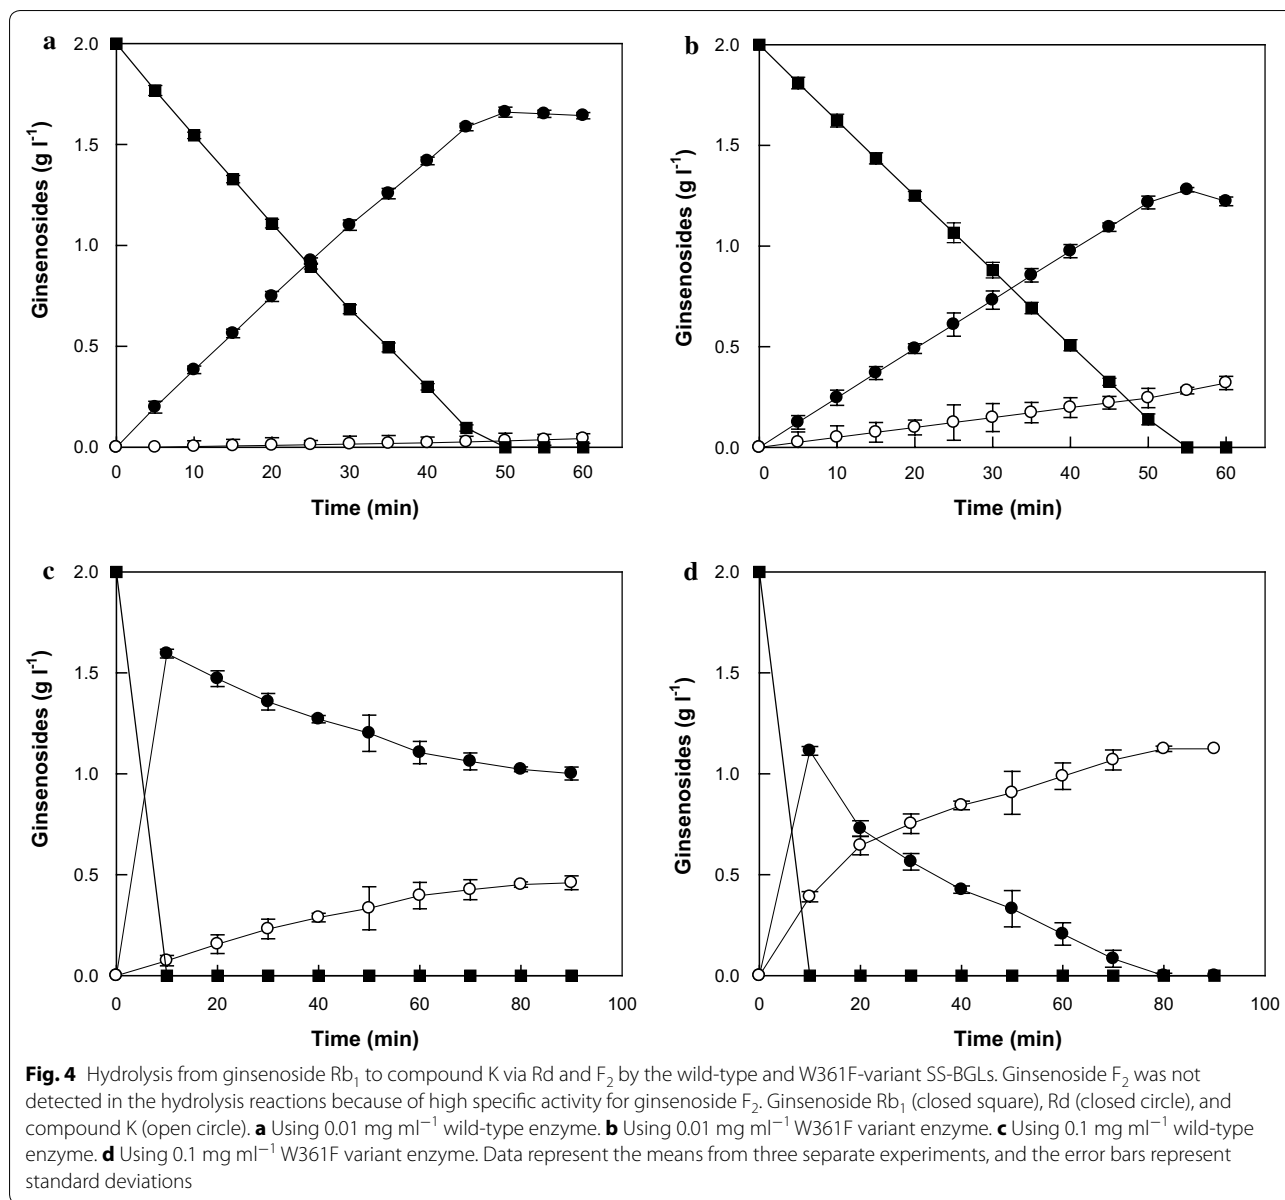 a
2.0
1.5
1.0
0.5
0.0
Ginsenosides (g l⁻¹)
0 10 20 30 40 50 60
Time (min)
b
2.0
1.5
1.0
0.5
0.0
Ginsenosides (g l⁻¹)
0 10 20 30 40 50 60
Time (min)
c
2.0
1.5
1.0
0.5
0.0
Ginsenosides (g l⁻¹)
0 20 40 60 80 100
Time (min)
d
2.0
1.5
1.0
0.5
0.0
Ginsenosides (g l⁻¹)
0 20 40 60 80 100
Time (min)
Fig. 4 Hydrolysis from ginsenoside Rb₁ to compound K via Rd and F₂ by the wild-type and W361F-variant SS-BGLs. Ginsenoside F₂ was not
detected in the hydrolysis reactions because of high specific activity for ginsenoside F₂. Ginsenoside Rb₁ (closed square), Rd (closed circle), and
compound K (open circle). a Using 0.01 mg ml⁻¹ wild-type enzyme. b Using 0.01 mg ml⁻¹ W361F variant enzyme. c Using 0.1 mg ml⁻¹ wild-type
enzyme. d Using 0.1 mg ml⁻¹ W361F variant enzyme. Data represent the means from three separate experiments, and the error bars represent
standard deviations